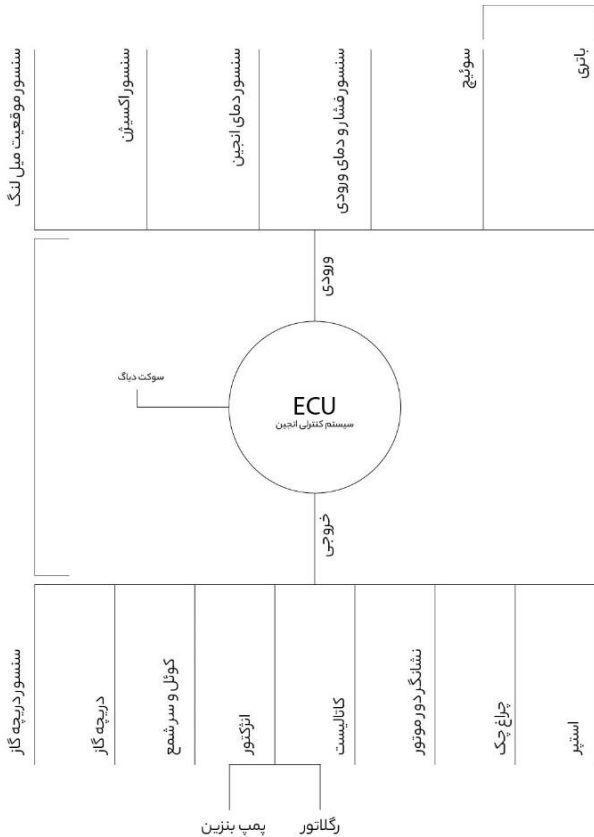 سنسور موقعیت میل لنگ
سنسور اکسیژن
سنسور دمای انجین
سنسور فشار و دمای ورودی
سوئیچ
باتری
ورودی
سوکت دیاگ
ECU
سیستم کنترلی انجین
خروجی
سنسور دریچه گاز
دریچه گاز
کوئل و سر شمع
انژکتور
کاتالیست
نشانگر دور موتور
چراغ چک
استپر
پمپ بنزین
رگلاتور